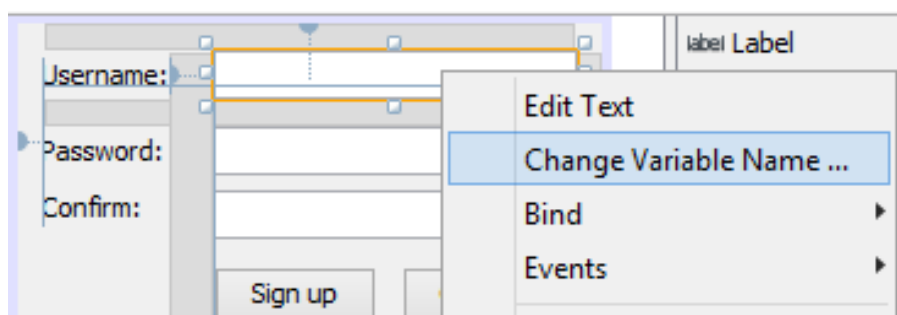 label Label
Username:
Edit Text
Password:
Change Variable Name ...
Confirm:
Bind
Events
Sign up